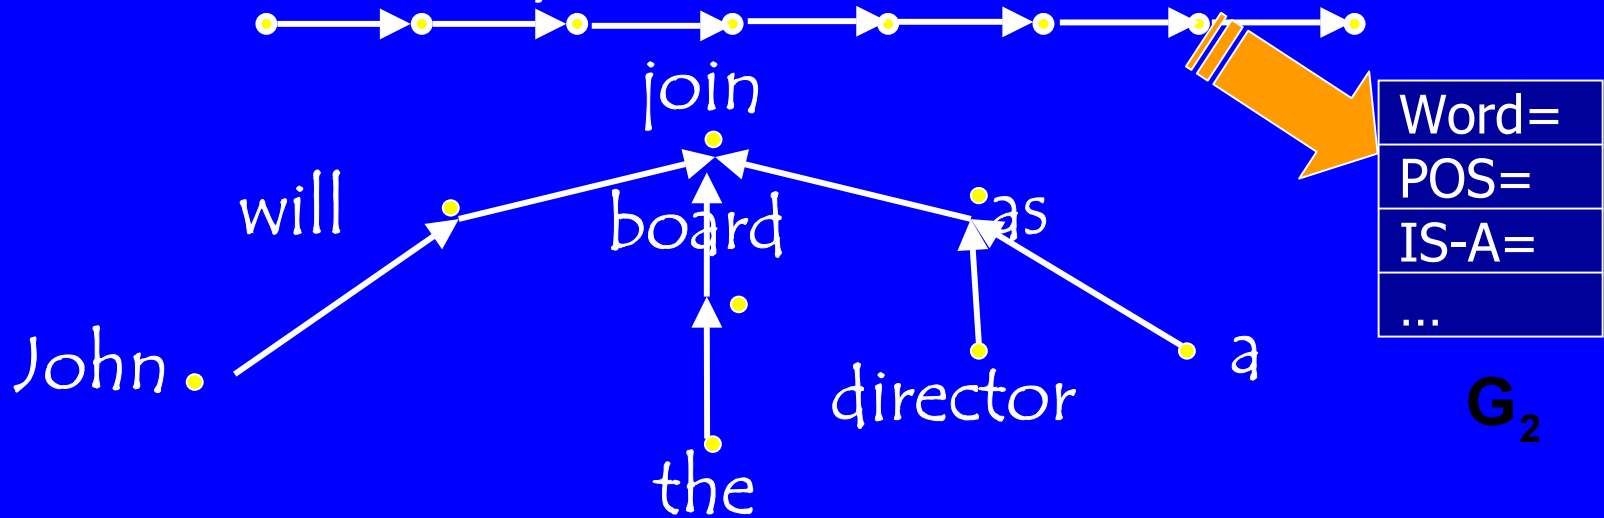 join
will
board
as
John
director
a
the
Word=
POS=
IS-A=
...
G2